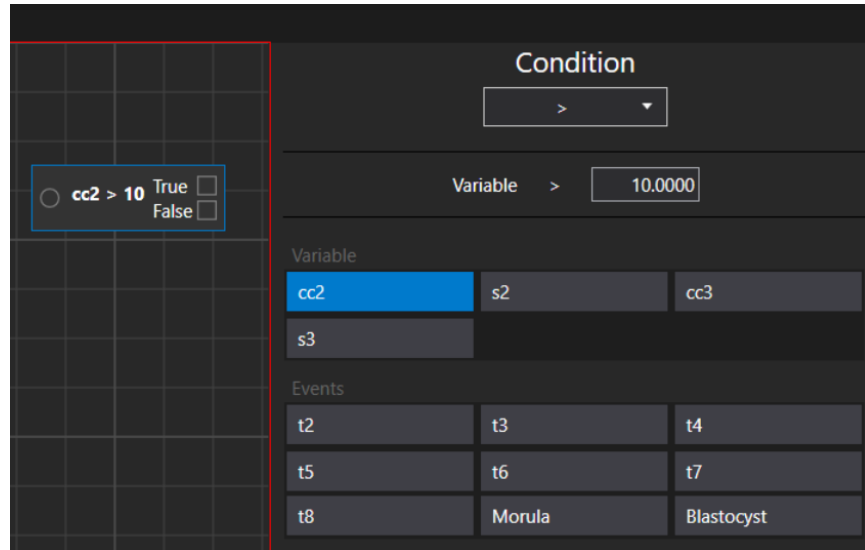 Condition
>
Variable > 10.0000
cc2 > 10 True
False
Variable
cc2 s2 cc3
s3
Events
t2 t3 t4
t5 t6 t7
t8 Morula Blastocyst